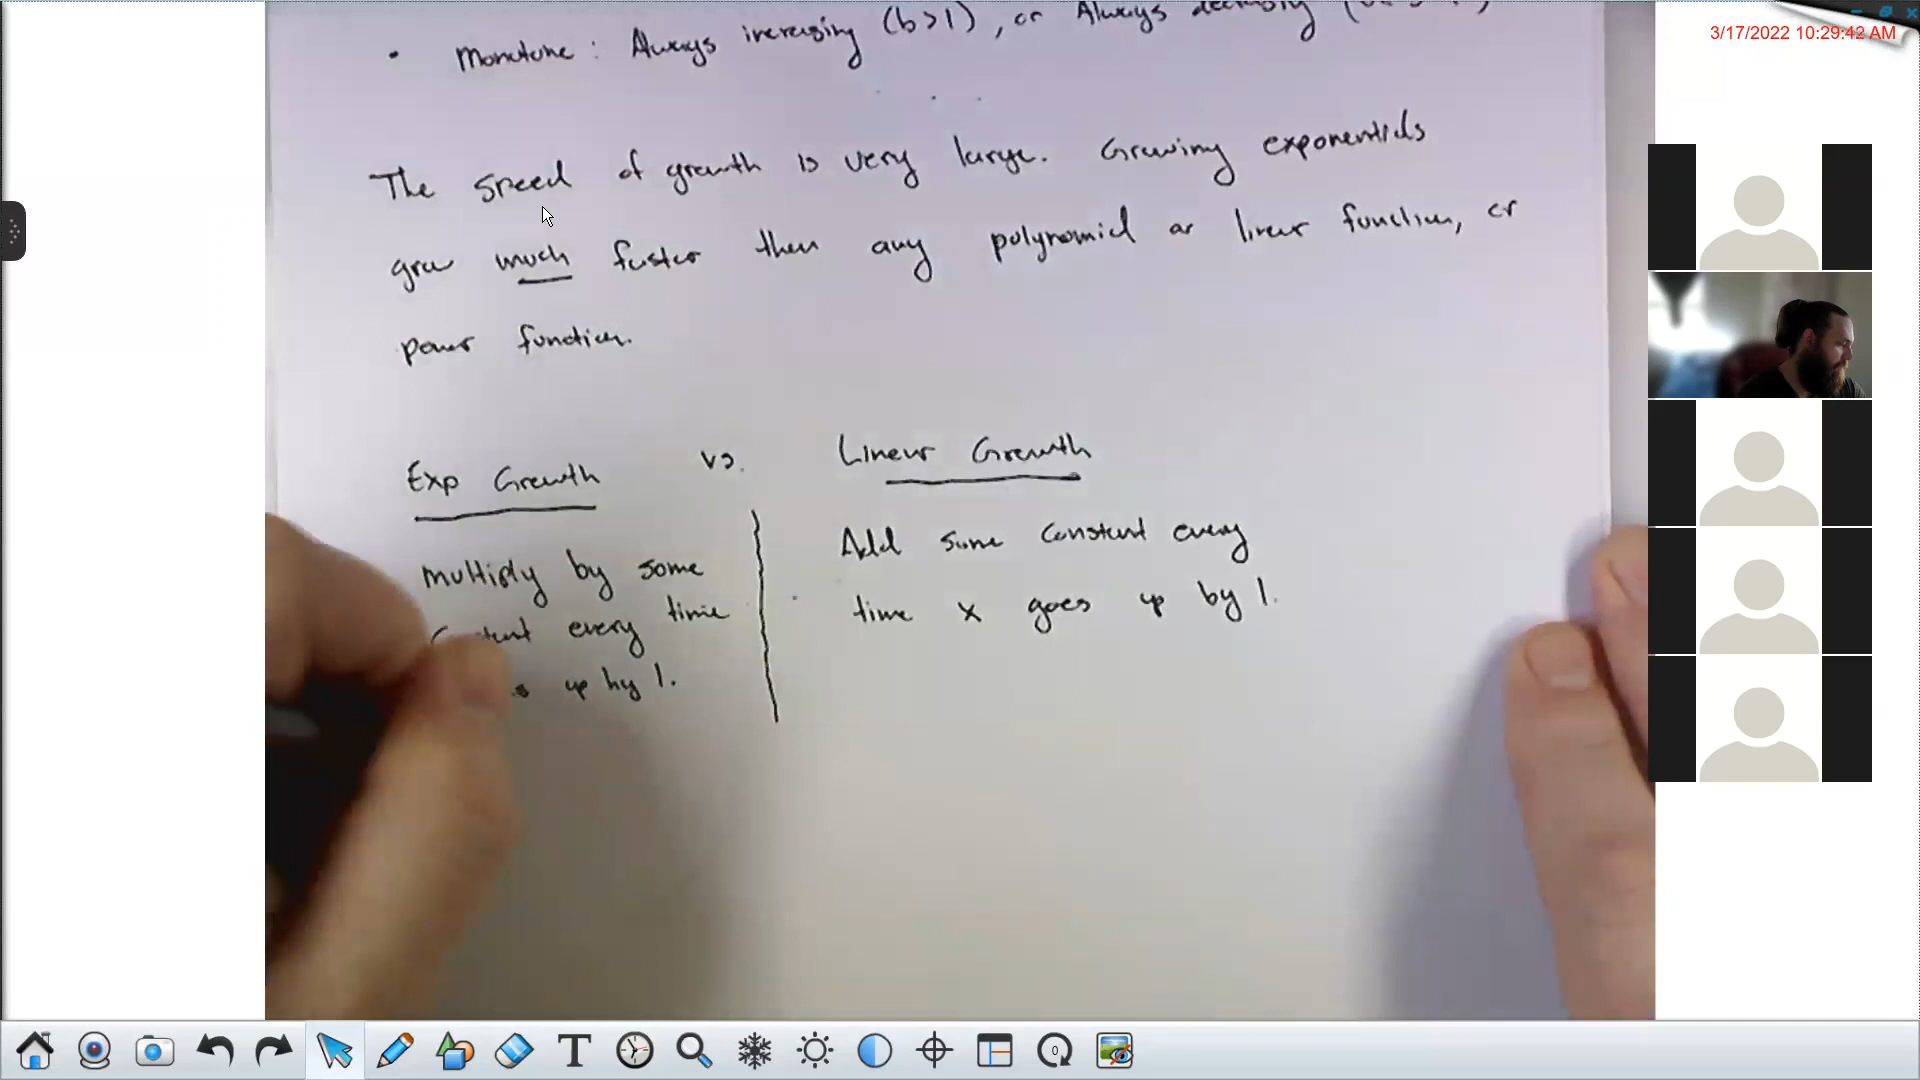 3/17/2022 10:29:42 AM
• Monotone : Always increasing (b>1), or Always
The speed of growth is very large. Growing exponentials
grow much faster then any polynomial or linear function, or
power function.
Exp Growth vs. Linear Growth
Multiply by some
every time
up by 1.
Add some constant every
time x goes up by 1.
0